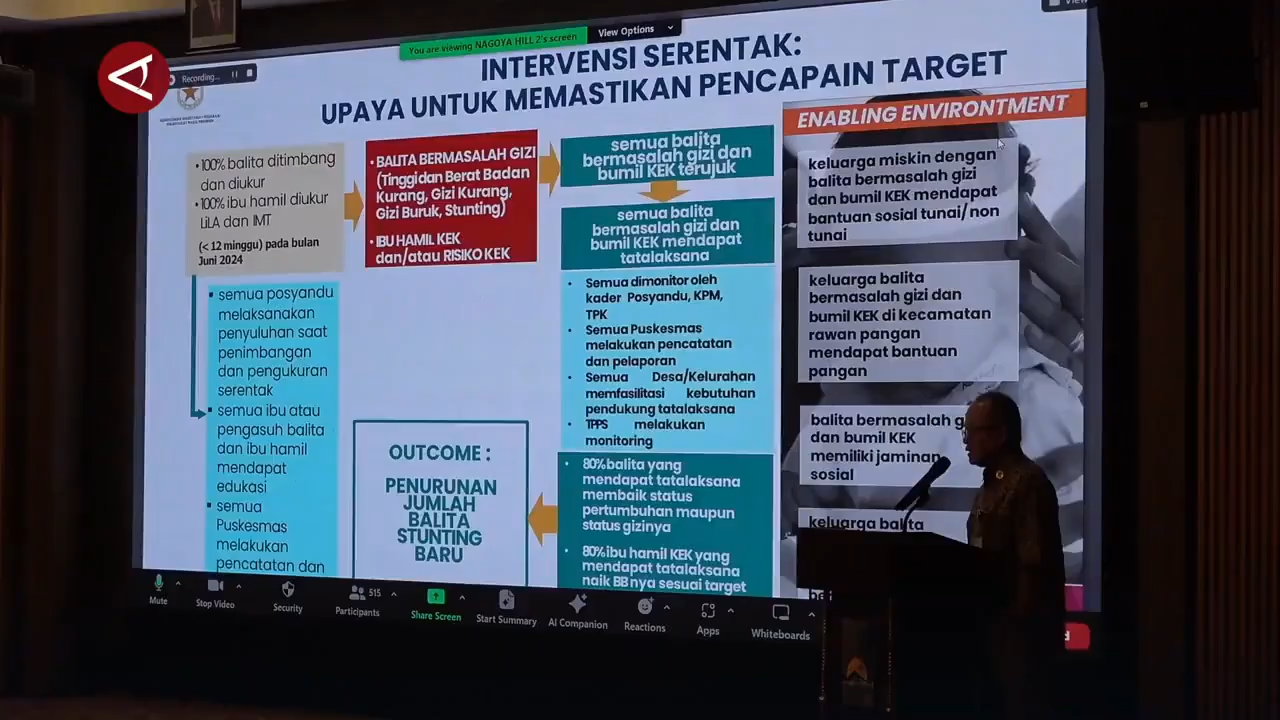 You are viewing NAGOYA HILL 2's screen
View Options
View
Recording...
INTERVENSI SERENTAK:
UPAYA UNTUK MEMASTIKAN PENCAPAIN TARGET
• 100% balita ditimbang
dan diukur
• 100% ibu hamil diukur
LiLA dan IMT
(< 12 minggu) pada bulan
Juni 2024
▪ semua posyandu
melaksanakan
penyuluhan saat
penimbangan
dan pengukuran
serentak
▪ semua ibu atau
pengasuh balita
dan ibu hamil
mendapat
edukasi
▪ semua
Puskesmas
melakukan
pencatatan dan
• BALITA BERMASALAH GIZI
(Tinggi dan Berat Badan
Kurang, Gizi Kurang,
Gizi Buruk, Stunting)
• IBU HAMIL KEK
dan/atau RISIKO KEK
semua balita
bermasalah gizi dan
bumil KEK terujuk
semua balita
bermasalah gizi dan
bumil KEK mendapat
tatalaksana
• Semua dimonitor oleh
kader Posyandu, KPM,
TPK
• Semua Puskesmas
melakukan pencatatan
dan pelaporan
• Semua Desa/Kelurahan
memfasilitasi kebutuhan
pendukung tatalaksana
• TPPS melakukan
monitoring
• 80% balita yang
mendapat tatalaksana
membaik status
pertumbuhan maupun
status gizinya
• 80% ibu hamil KEK yang
mendapat tatalaksana
naik BB nya sesuai target
OUTCOME :
PENURUNAN
JUMLAH
BALITA
STUNTING
BARU
ENABLING ENVIRONTMENT
keluarga miskin dengan
balita bermasalah gizi
dan bumil KEK mendapat
bantuan sosial tunai/ non
tunai
keluarga balita
bermasalah gizi dan
bumil KEK di kecamatan
rawan pangan
mendapat bantuan
pangan
balita bermasalah g
dan bumil KEK
memiliki jaminan
sosial
keluarga balita
Mute
Stop Video
Security
Participants
515
Share Screen
Start Summary
AI Companion
Reactions
Apps
Whiteboards